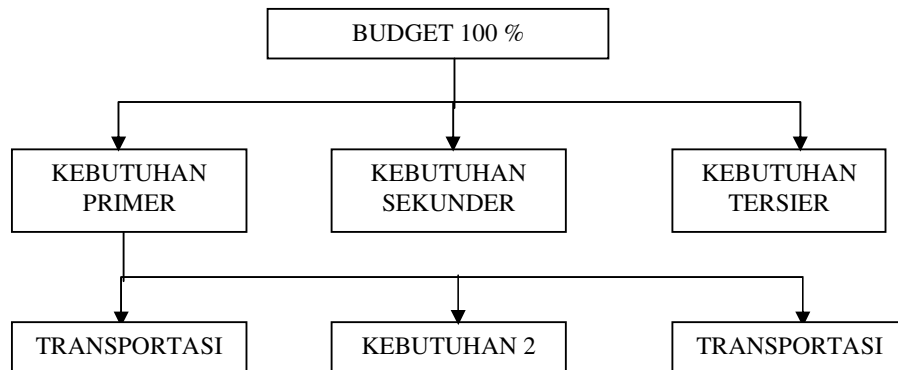 BUDGET 100 %
KEBUTUHAN
PRIMER
KEBUTUHAN
SEKUNDER
KEBUTUHAN
TERSIER
TRANSPORTASI
KEBUTUHAN 2
TRANSPORTASI